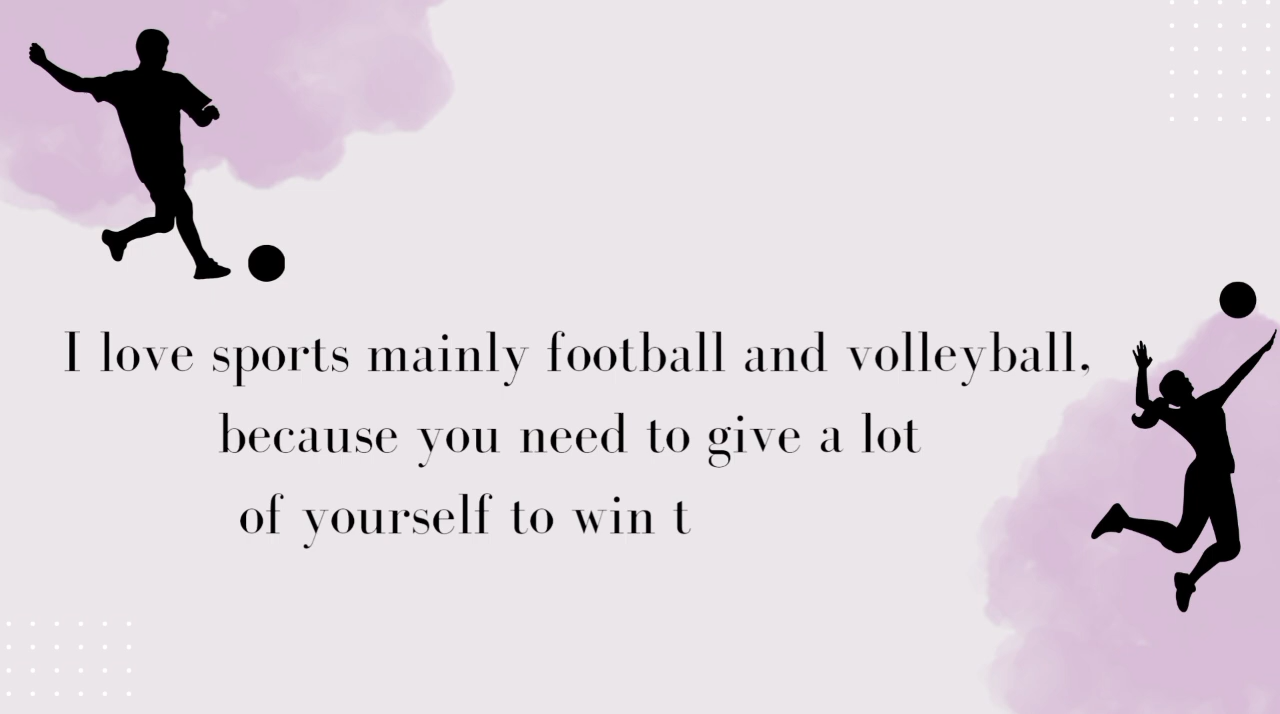 I love sports mainly football and volleyball,
because you need to give a lot
of yourself to win t